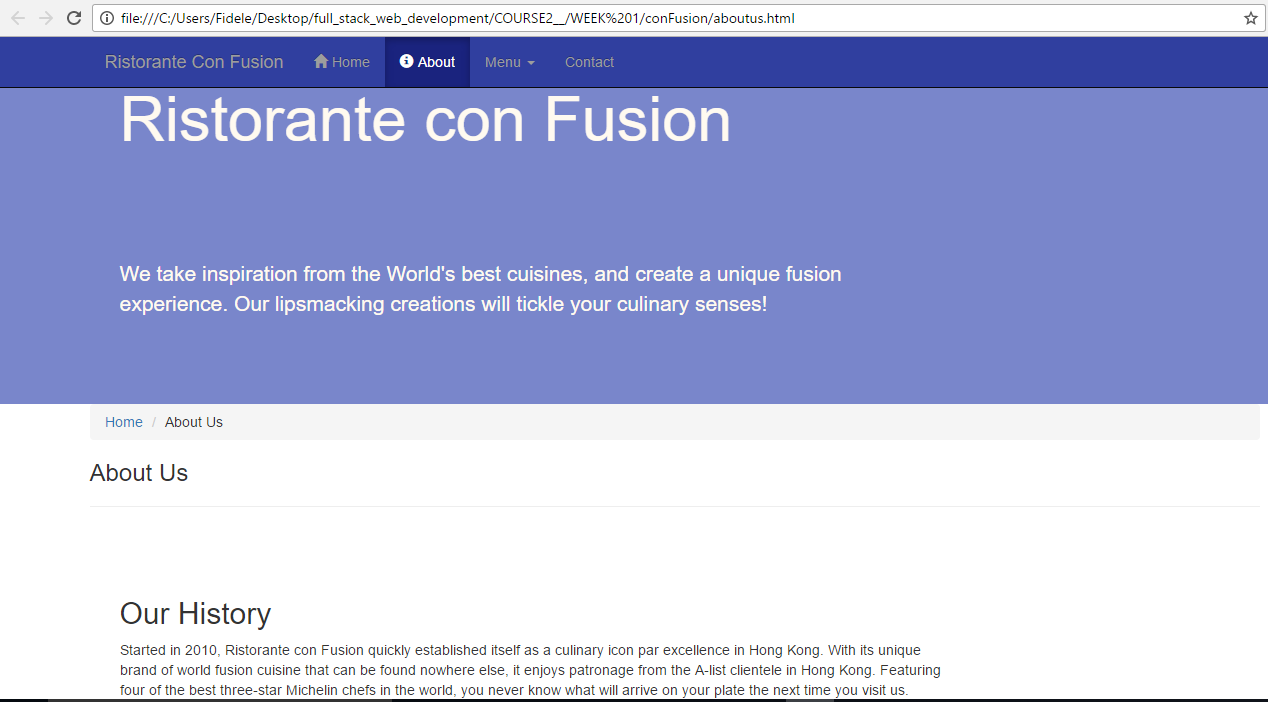 file:///C:/Users/Fidele/Desktop/full_stack_web_development/COURSE2__/WEEK%201/conFusion/aboutus.html
Ristorante Con Fusion Home About Menu Contact
Ristorante con Fusion
We take inspiration from the World's best cuisines, and create a unique fusion
experience. Our lipsmacking creations will tickle your culinary senses!
Home / About Us
About Us
Our History
Started in 2010, Ristorante con Fusion quickly established itself as a culinary icon par excellence in Hong Kong. With its unique
brand of world fusion cuisine that can be found nowhere else, it enjoys patronage from the A-list clientele in Hong Kong. Featuring
four of the best three-star Michelin chefs in the world, you never know what will arrive on your plate the next time you visit us.